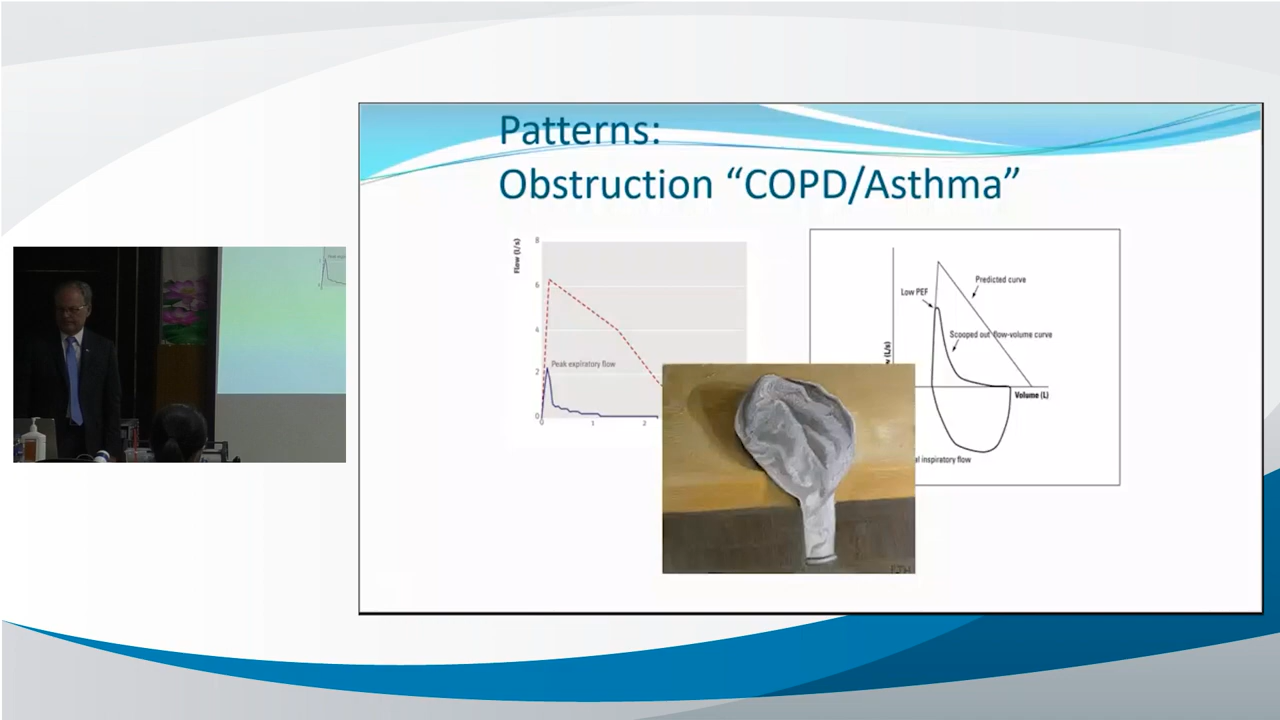 Patterns:
Obstruction “COPD/Asthma”
Flow (L/s)
8
6
4
2
0
Peak expiratory flow
0
1
2
Predicted curve
Low PEF
Scooped out flow-volume curve
(L/s)
Volume (L)
al inspiratory flow